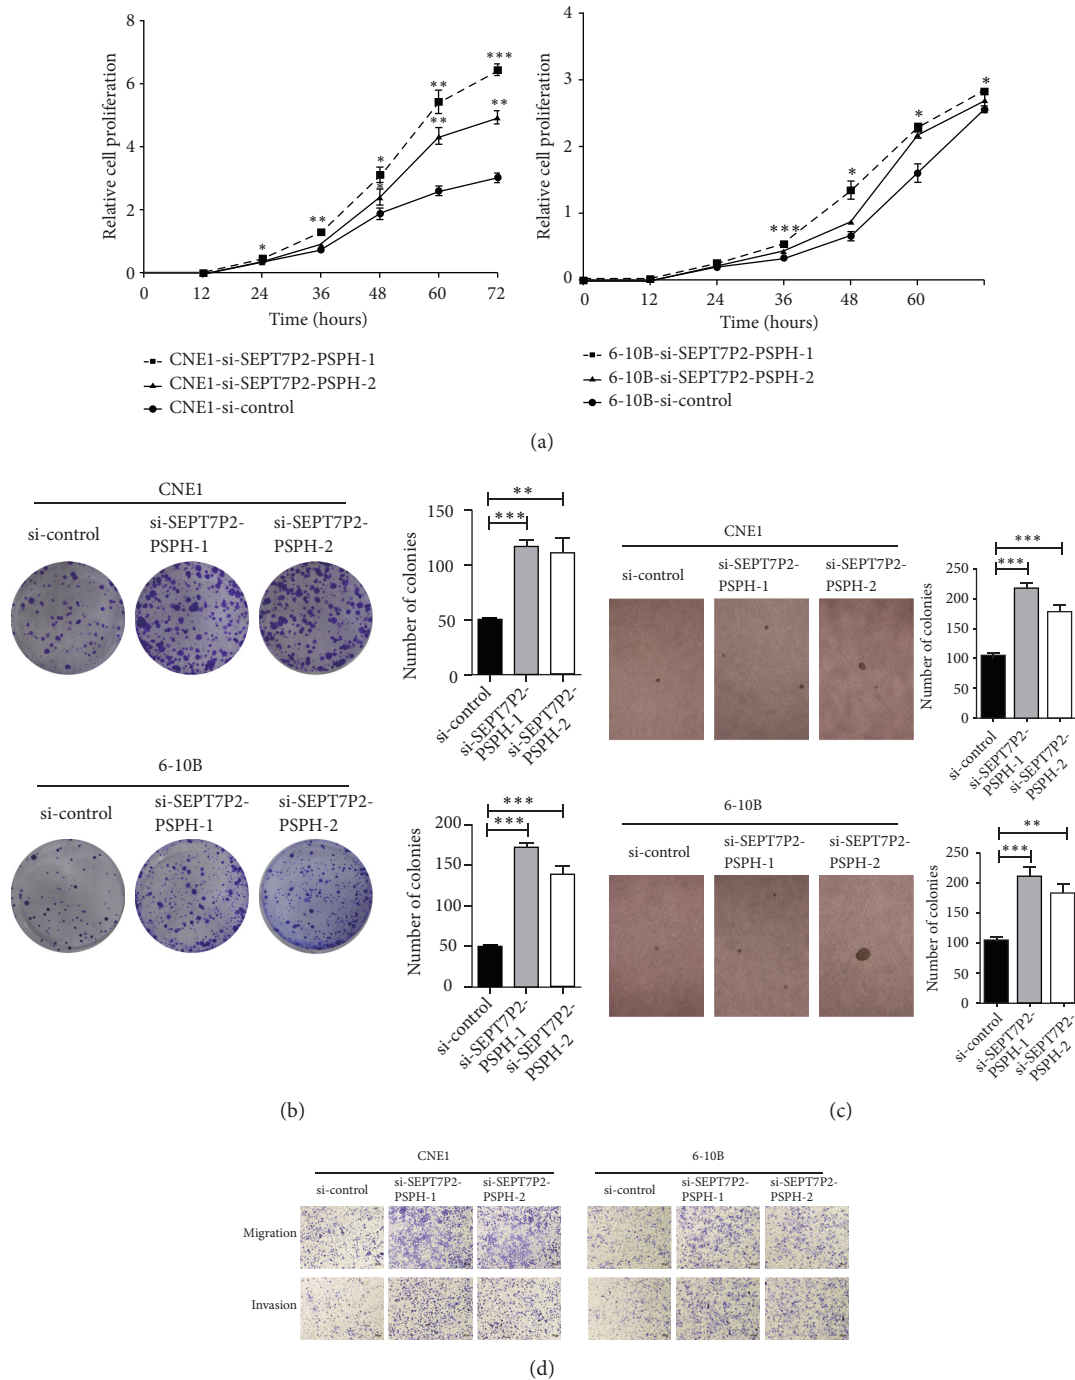 8
6
4
2
0
Relative cell proliferation
*
**
*
*
**
**
***
**
0 12 24 36 48 60 72
Time (hours)
CNE1-si-SEPT7P2-PSPH-1
CNE1-si-SEPT7P2-PSPH-2
CNE1-si-control
4
3
2
1
0
Relative cell proliferation
***
*
*
*
0 12 24 36 48 60
Time (hours)
6-10B-si-SEPT7P2-PSPH-1
6-10B-si-SEPT7P2-PSPH-2
6-10B-si-control
(a)
CNE1
si-control
si-SEPT7P2-
PSPH-1
si-SEPT7P2-
PSPH-2
**
***
150
100
50
0
Number of colonies
si-control
si-SEPT7P2-
PSPH-1
si-SEPT7P2-
PSPH-2
6-10B
si-control
si-SEPT7P2-
PSPH-1
si-SEPT7P2-
PSPH-2
***
***
200
150
100
50
0
Number of colonies
si-control
si-SEPT7P2-
PSPH-1
si-SEPT7P2-
PSPH-2
(b)
CNE1
si-control
si-SEPT7P2-
PSPH-1
si-SEPT7P2-
PSPH-2
***
***
250
200
150
100
50
0
Number of colonies
si-control
si-SEPT7P2-
PSPH-1
si-SEPT7P2-
PSPH-2
6-10B
si-control
si-SEPT7P2-
PSPH-1
si-SEPT7P2-
PSPH-2
**
***
250
200
150
100
50
0
Number of colonies
si-control
si-SEPT7P2-
PSPH-1
si-SEPT7P2-
PSPH-2
(c)
CNE1
si-control
si-SEPT7P2-
PSPH-1
si-SEPT7P2-
PSPH-2
6-10B
si-control
si-SEPT7P2-
PSPH-1
si-SEPT7P2-
PSPH-2
Migration
Invasion
(d)